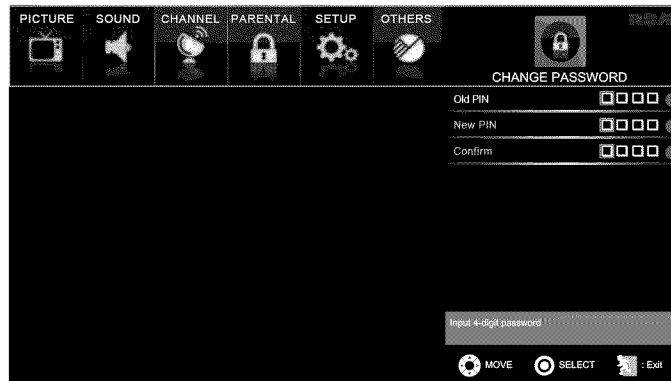 PICTURE SOUND CHANNEL PARENTAL SETUP OTHERS
RCA
CHANGE PASSWORD
Old PIN
New PIN
Confirm
Input 4-digit password
MOVE SELECT : Exit